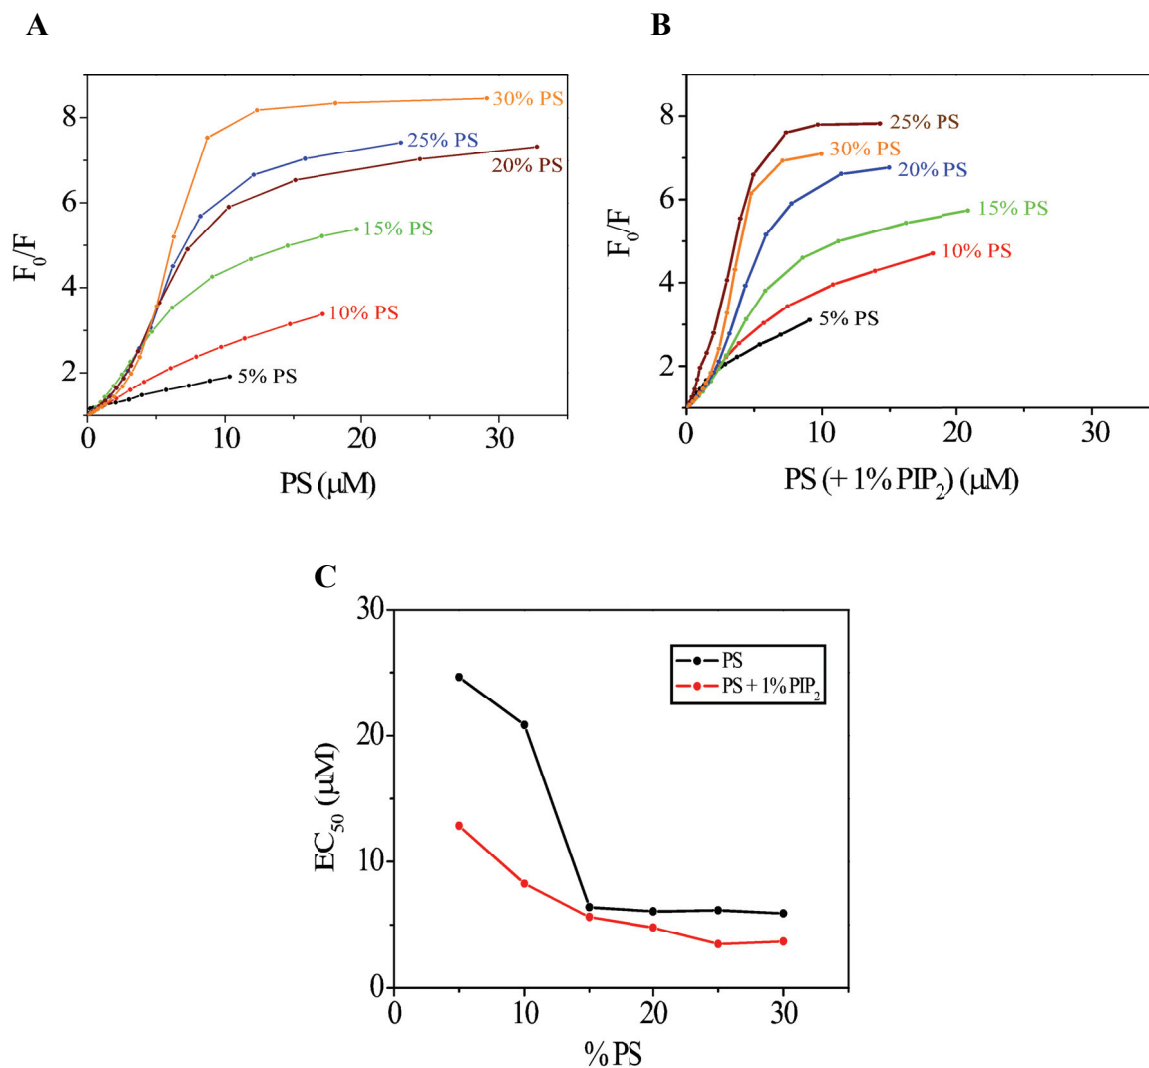 A
B
8
6
4
2
0
10
20
30
F₀/F
PS (μM)
30% PS
25% PS
20% PS
15% PS
10% PS
5% PS
8
6
4
2
0
10
20
30
F₀/F
PS (+ 1% PIP₂) (μM)
25% PS
30% PS
20% PS
15% PS
10% PS
5% PS
C
30
20
10
0
0
10
20
30
EC₅₀ (μM)
% PS
PS
PS + 1% PIP₂